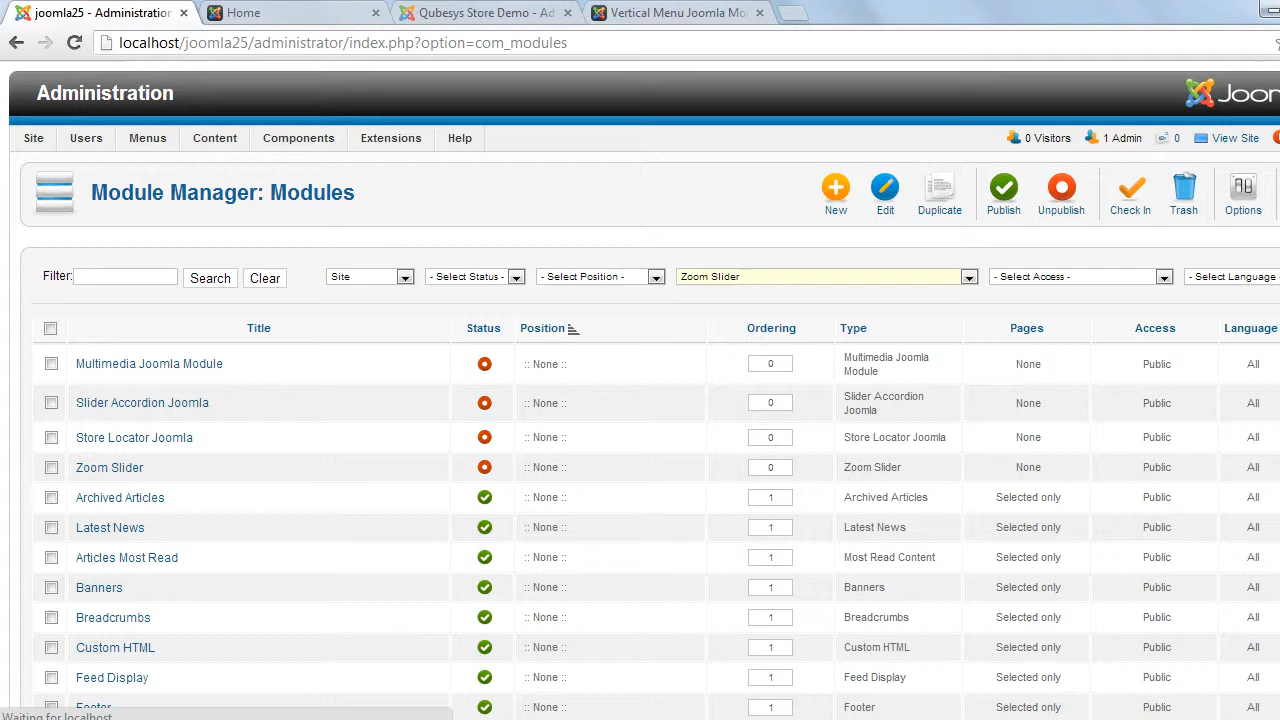 joomla25 - Administration
Home
Qubesys Store Demo - Ad
Vertical Menu Joomla Mo
localhost/joomla25/administrator/index.php?option=com_modules
Administration
Joom
Site Users Menus Content Components Extensions Help
0 Visitors 1 Admin 0 View Site
Module Manager: Modules
New Edit Duplicate Publish Unpublish Check In Trash Options
Filter: Search Clear Site - Select Status - - Select Position - Zoom Slider - Select Access - - Select Language -
Title Status Position Ordering Type Pages Access Language
Multimedia Joomla Module :: None :: 0 Multimedia Joomla Module None Public All
Slider Accordion Joomla :: None :: 0 Slider Accordion Joomla None Public All
Store Locator Joomla :: None :: 0 Store Locator Joomla None Public All
Zoom Slider :: None :: 0 Zoom Slider None Public All
Archived Articles :: None :: 1 Archived Articles Selected only Public All
Latest News :: None :: 1 Latest News Selected only Public All
Articles Most Read :: None :: 1 Most Read Content Selected only Public All
Banners :: None :: 1 Banners Selected only Public All
Breadcrumbs :: None :: 1 Breadcrumbs Selected only Public All
Custom HTML :: None :: 1 Custom HTML Selected only Public All
Feed Display :: None :: 1 Feed Display Selected only Public All
Footer :: None :: 1 Footer Selected only Public All
Waiting for localhost